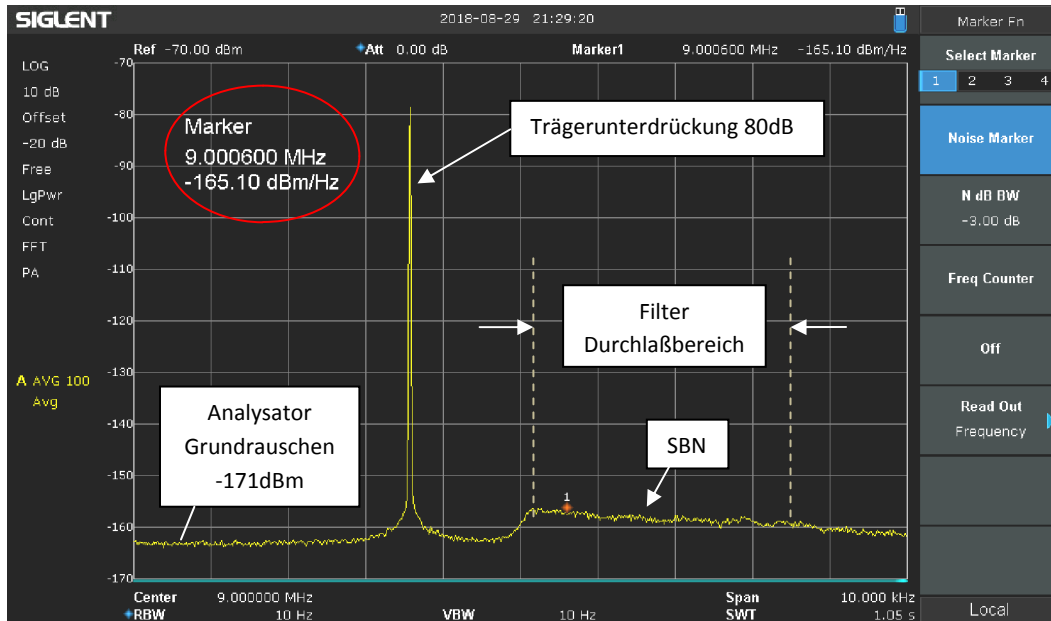 SIGLENT 2018-08-29 21:29:20
Ref -70.00 dBm Att 0.00 dB Marker1 9.000600 MHz -165.10 dBm/Hz
LOG
10 dB
Offset
-20 dB
Free
LgPwr
Cont
FFT
PA
A AVG 100
Avg
-70
-80
-90
-100
-110
-120
-130
-140
-150
-160
-170
Marker
9.000600 MHz
-165.10 dBm/Hz
Trägerunterdrückung 80dB
Filter
Durchlaßbereich
Analysator
Grundrauschen
-171dBm
SBN
1
Center 9.000000 MHz Span 10.000 kHz
RBW 10 Hz VBW 10 Hz SWT 1.05 s
Marker Fn
Select Marker
1 2 3 4
Noise Marker
N dB BW
-3.00 dB
Freq Counter
Off
Read Out
Frequency
Local